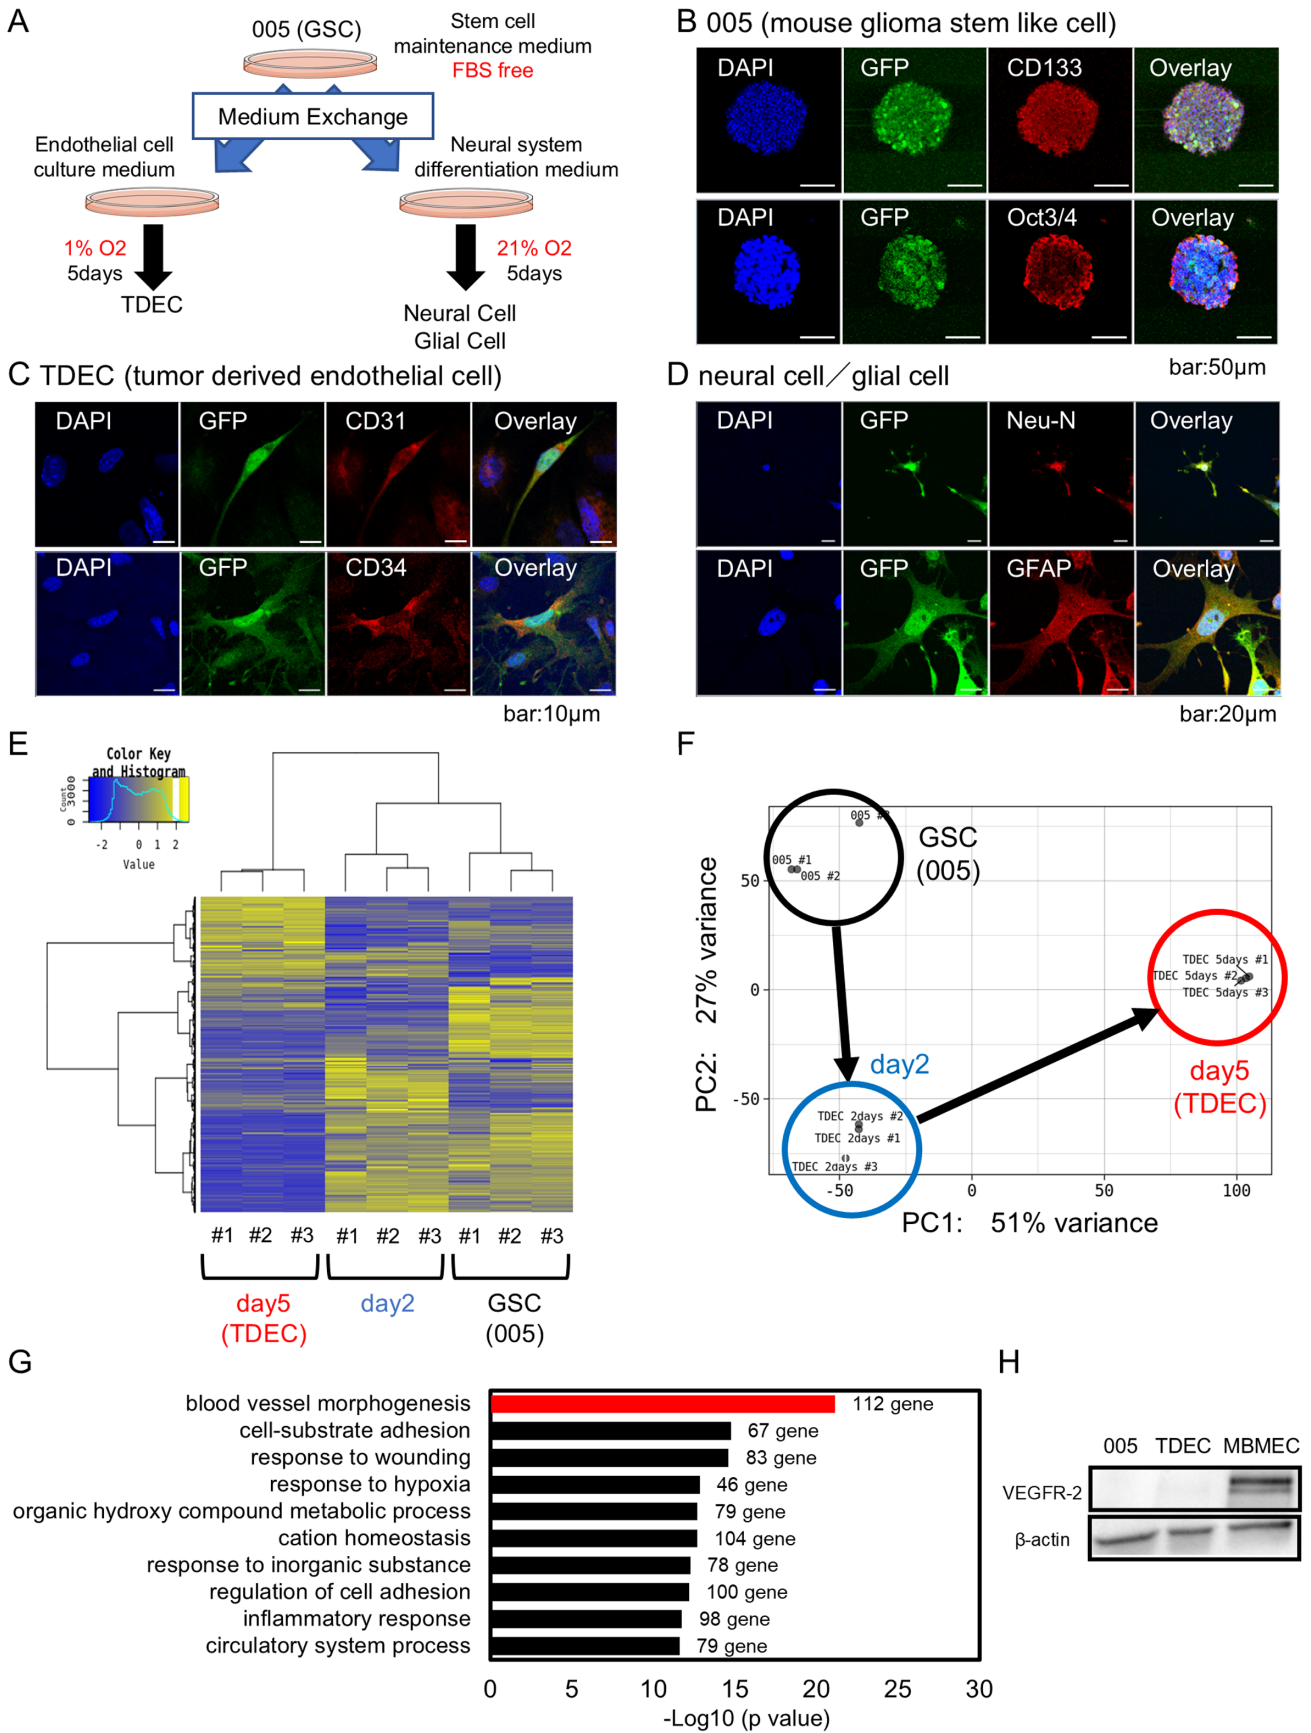 A
005 (GSC)
Stem cell
maintenance medium
FBS free
Medium Exchange
Endothelial cell
culture medium
Neural system
differentiation medium
1% O2
5days
TDEC
21% O2
5days
Neural Cell
Glial Cell
B 005 (mouse glioma stem like cell)
DAPI GFP CD133 Overlay
DAPI GFP Oct3/4 Overlay
bar:50μm
C TDEC (tumor derived endothelial cell)
DAPI GFP CD31 Overlay
DAPI GFP CD34 Overlay
bar:10μm
D neural cell／glial cell
DAPI GFP Neu-N Overlay
DAPI GFP GFAP Overlay
bar:20μm
E
Color Key
and Histogram
Count
0 3000
-2 0 1 2
Value
#1 #2 #3 #1 #2 #3 #1 #2 #3
day5
(TDEC)
day2
GSC
(005)
F
PC2: 27% variance
50
0
-50
005 #3
005 #1
005 #2
GSC
(005)
TDEC 5days #1
TDEC 5days #2
TDEC 5days #3
day5
(TDEC)
day2
TDEC 2days #2
TDEC 2days #1
TDEC 2days #3
-50 0 50 100
PC1: 51% variance
G
blood vessel morphogenesis 112 gene
cell-substrate adhesion 67 gene
response to wounding 83 gene
response to hypoxia 46 gene
organic hydroxy compound metabolic process 79 gene
cation homeostasis 104 gene
response to inorganic substance 78 gene
regulation of cell adhesion 100 gene
inflammatory response 98 gene
circulatory system process 79 gene
0 5 10 15 20 25 30
-Log10 (p value)
H
005 TDEC MBMEC
VEGFR-2
β-actin